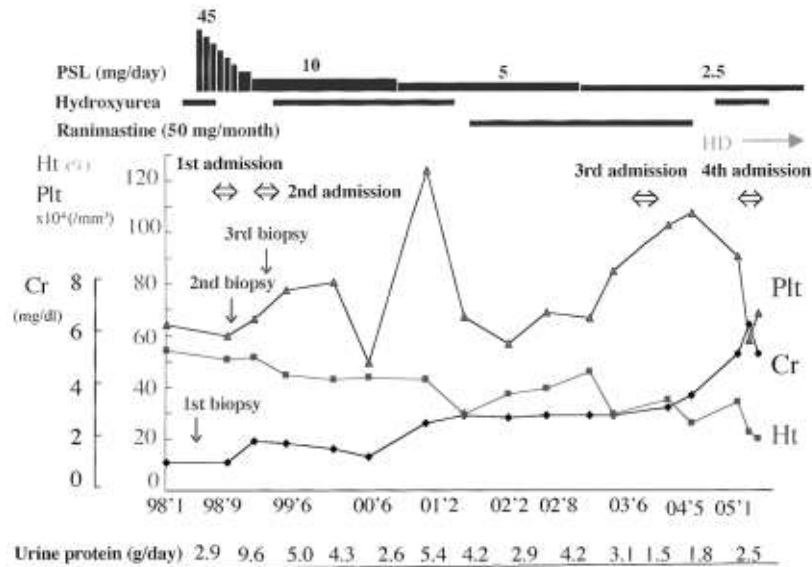 45
PSL (mg/day) 10 5 2.5
Hydroxyurea
Ranimastine (50 mg/month)
HD
Ht (%) 120 1st admission 3rd admission 4th admission
Plt 2nd admission
x10⁴(/mm³)
100
3rd biopsy
Cr 8 80 2nd biopsy Plt
(mg/dl)
6 60
Cr
4 40
1st biopsy
2 20 Ht
0 0
98'1 98'9 99'6 00'6 01'2 02'2 02'8 03'6 04'5 05'1
Urine protein (g/day) 2.9 9.6 5.0 4.3 2.6 5.4 4.2 2.9 4.2 3.1 1.5 1.8 2.5